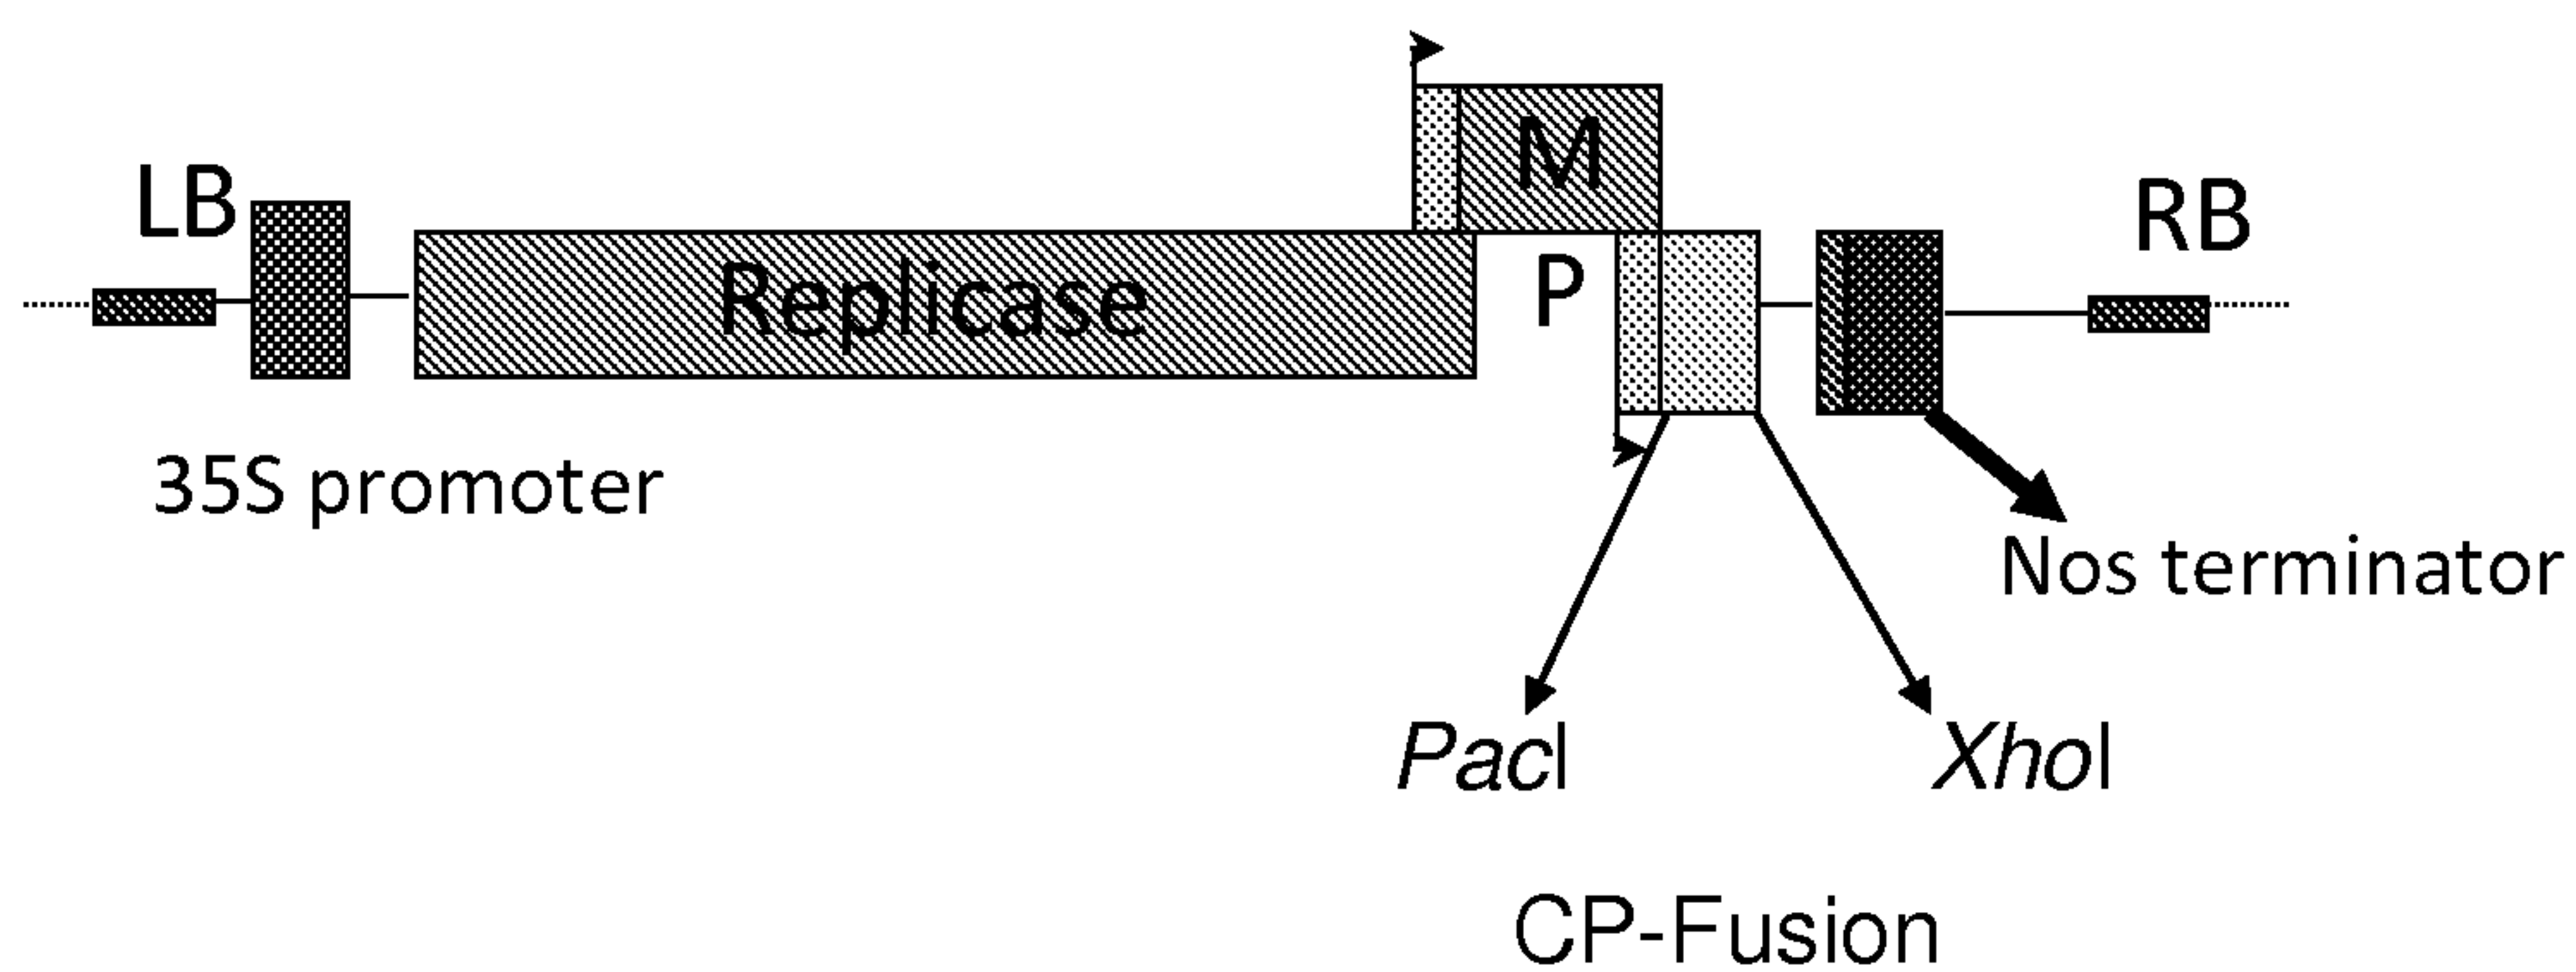 LB
M
RB
Replicase
P
35S promoter
Nos terminator
PacI
XhoI
CP-Fusion